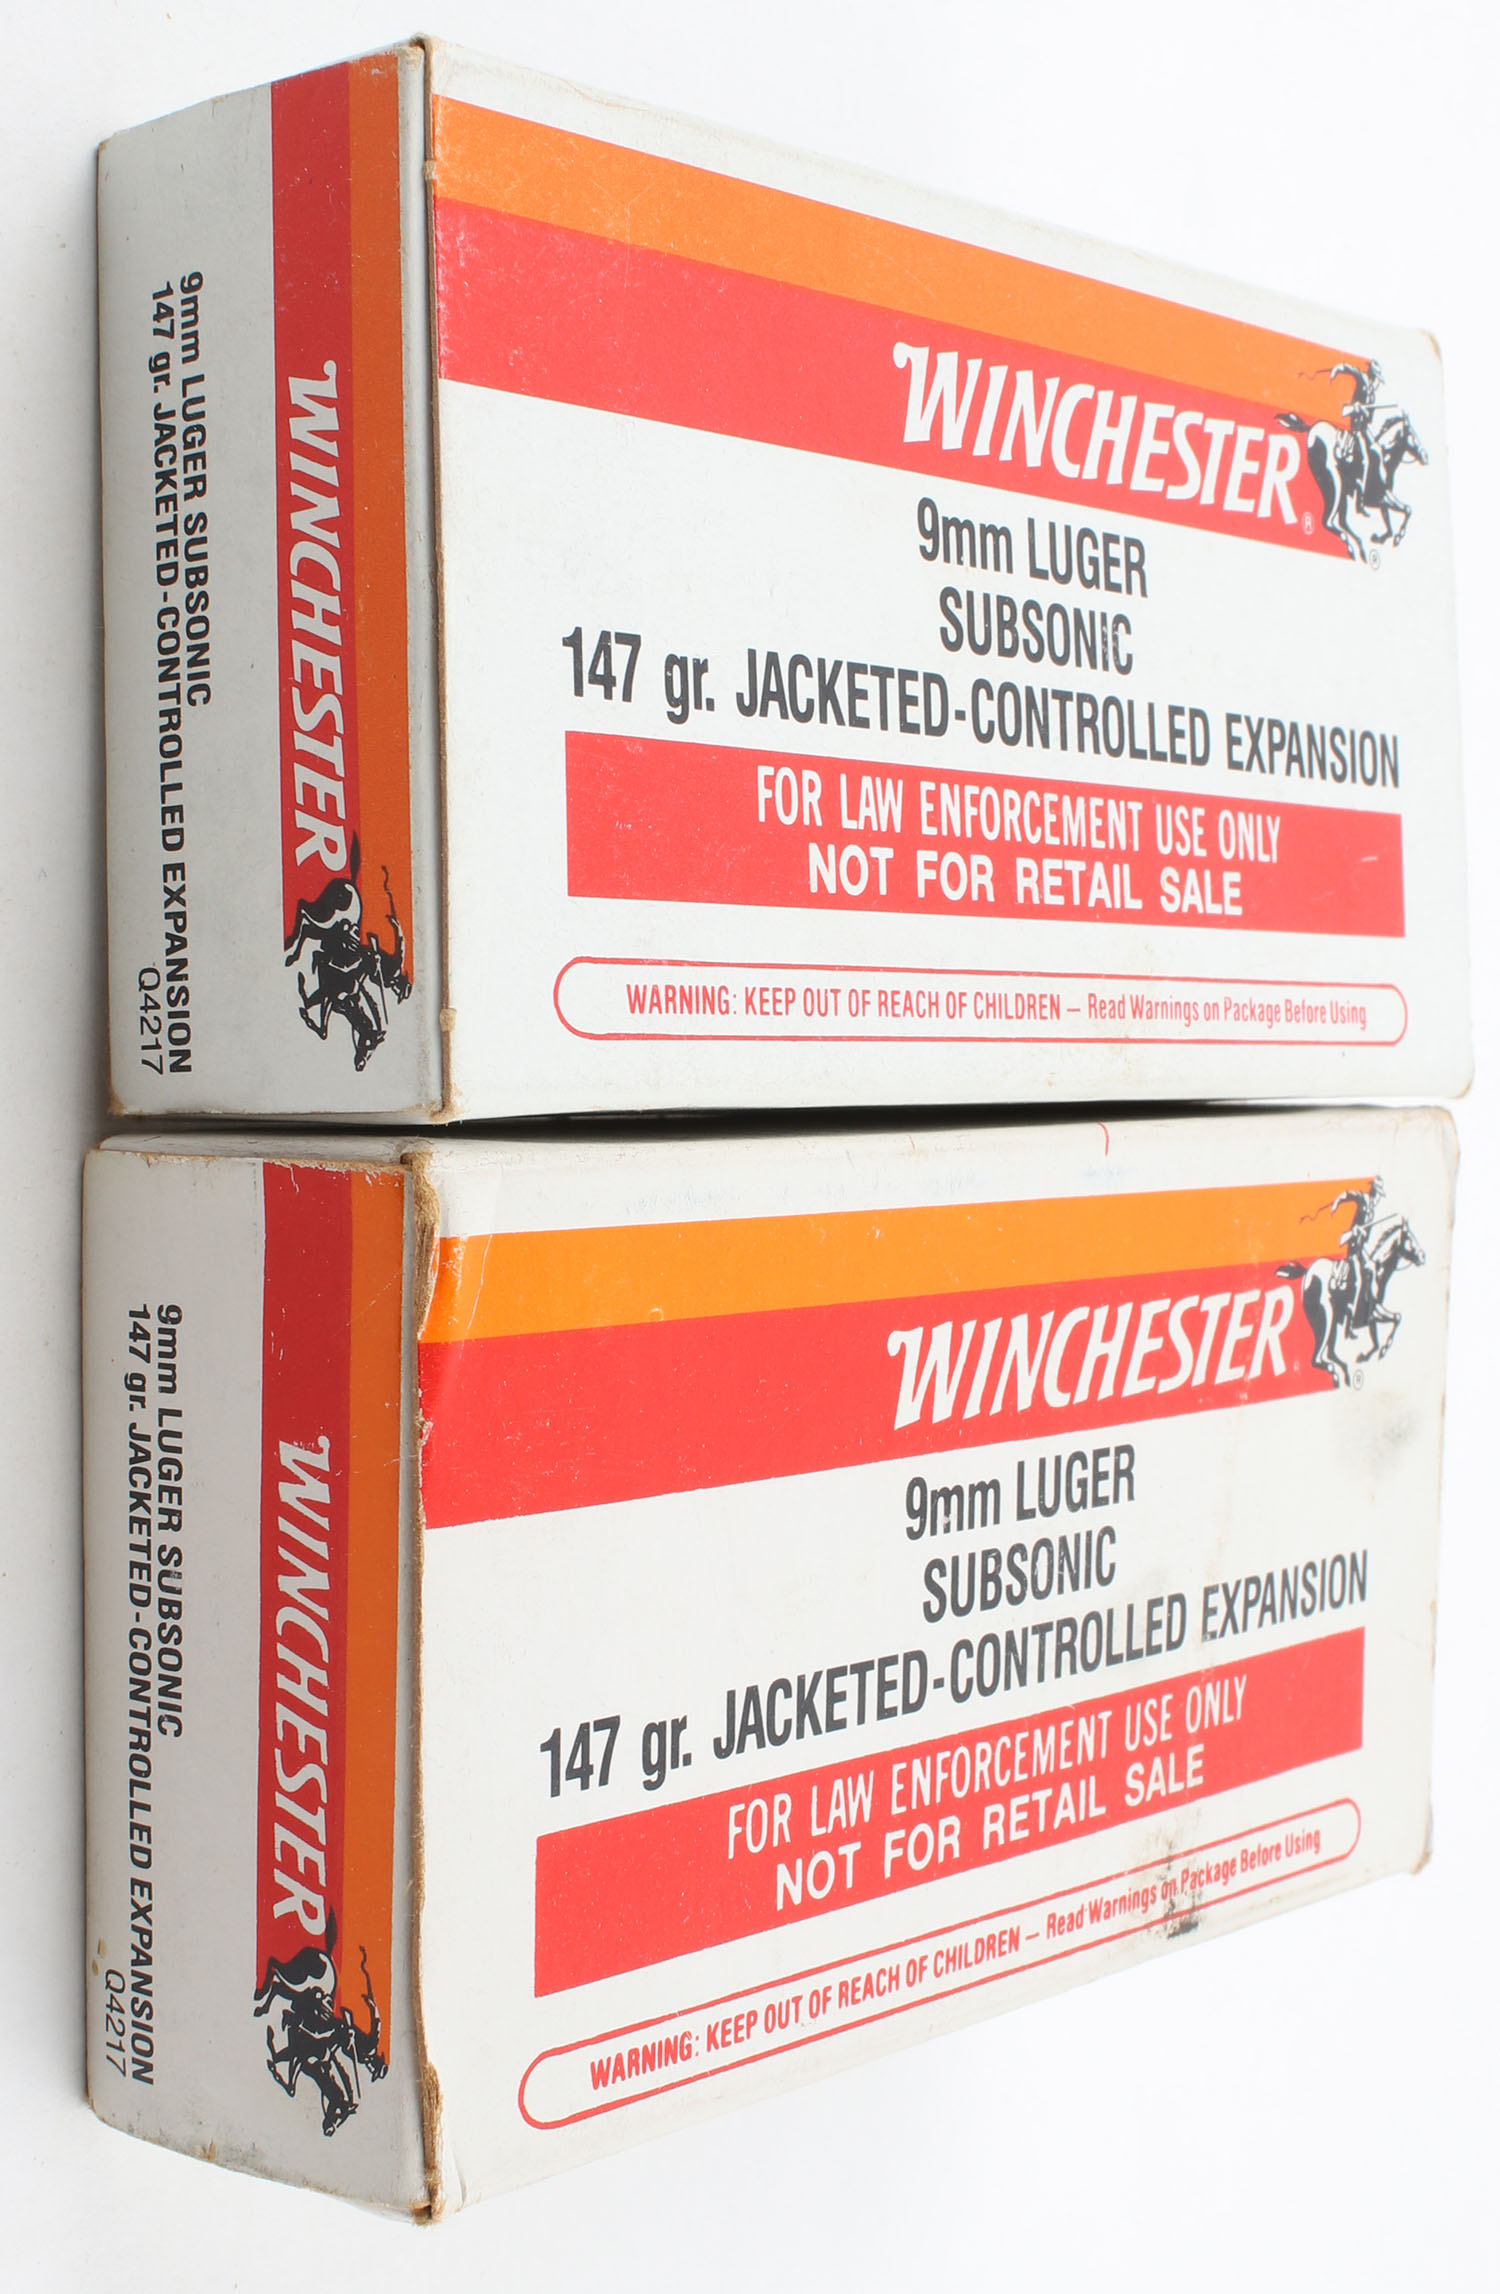 WINCHESTER®
®
9mm LUGER
SUBSONIC
147 gr. JACKETED-CONTROLLED EXPANSION
FOR LAW ENFORCEMENT USE ONLY
NOT FOR RETAIL SALE
WARNING: KEEP OUT OF REACH OF CHILDREN – Read Warnings on Package Before Using
WINCHESTER
9mm LUGER SUBSONIC
147 gr. JACKETED-CONTROLLED EXPANSION
Q4217
WINCHESTER
®
9mm LUGER
SUBSONIC
147 gr. JACKETED-CONTROLLED EXPANSION
FOR LAW ENFORCEMENT USE ONLY
NOT FOR RETAIL SALE
WARNING: KEEP OUT OF REACH OF CHILDREN – Read Warnings on Package Before Using
WINCHESTER
9mm LUGER SUBSONIC
147 gr. JACKETED-CONTROLLED EXPANSION
Q4217